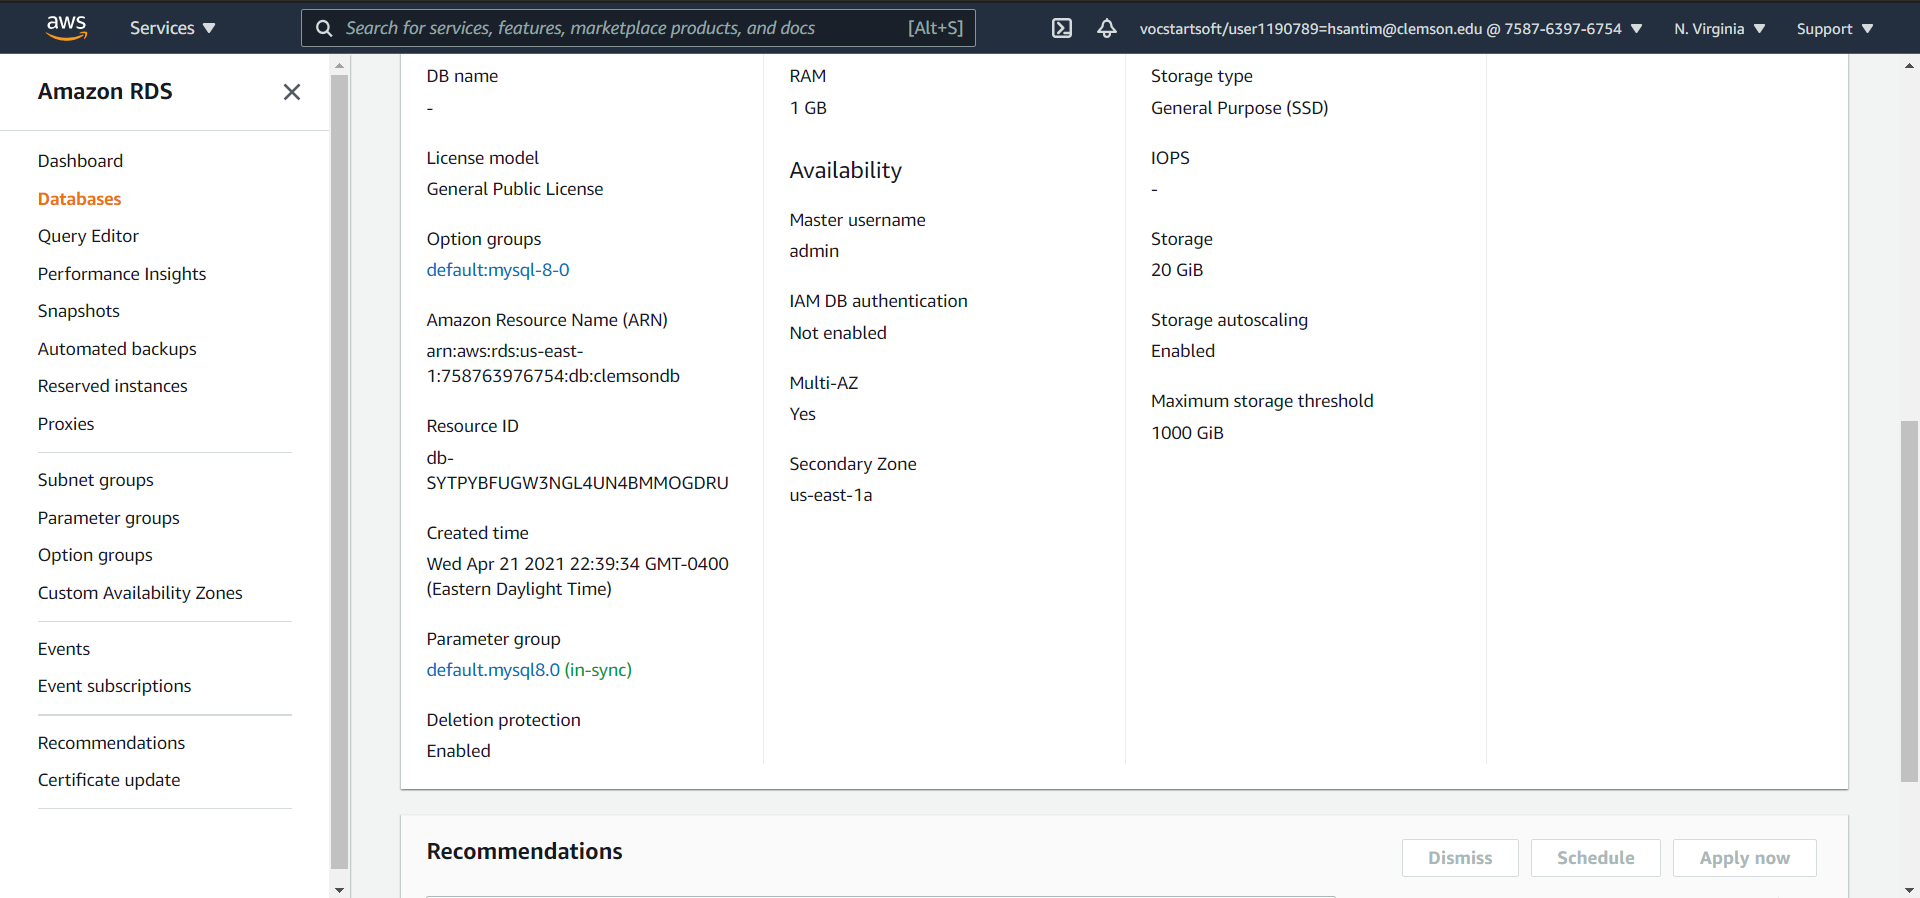 aws
Services
Search for services, features, marketplace products, and docs
[Alt+S]
vocstartsoft/user1190789=hsantim@clemson.edu @ 7587-6397-6754
N. Virginia
Support
Amazon RDS
Dashboard
Databases
Query Editor
Performance Insights
Snapshots
Automated backups
Reserved instances
Proxies
Subnet groups
Parameter groups
Option groups
Custom Availability Zones
Events
Event subscriptions
Recommendations
Certificate update
DB name
-
License model
General Public License
Option groups
default:mysql-8-0
Amazon Resource Name (ARN)
arn:aws:rds:us-east-
1:758763976754:db:clemsondb
Resource ID
db-
SYTPYBFUGW3NGL4UN4BMMOGDRU
Created time
Wed Apr 21 2021 22:39:34 GMT-0400
(Eastern Daylight Time)
Parameter group
default.mysql8.0 (in-sync)
Deletion protection
Enabled
RAM
1 GB
Availability
Master username
admin
IAM DB authentication
Not enabled
Multi-AZ
Yes
Secondary Zone
us-east-1a
Storage type
General Purpose (SSD)
IOPS
-
Storage
20 GiB
Storage autoscaling
Enabled
Maximum storage threshold
1000 GiB
Recommendations
Dismiss
Schedule
Apply now